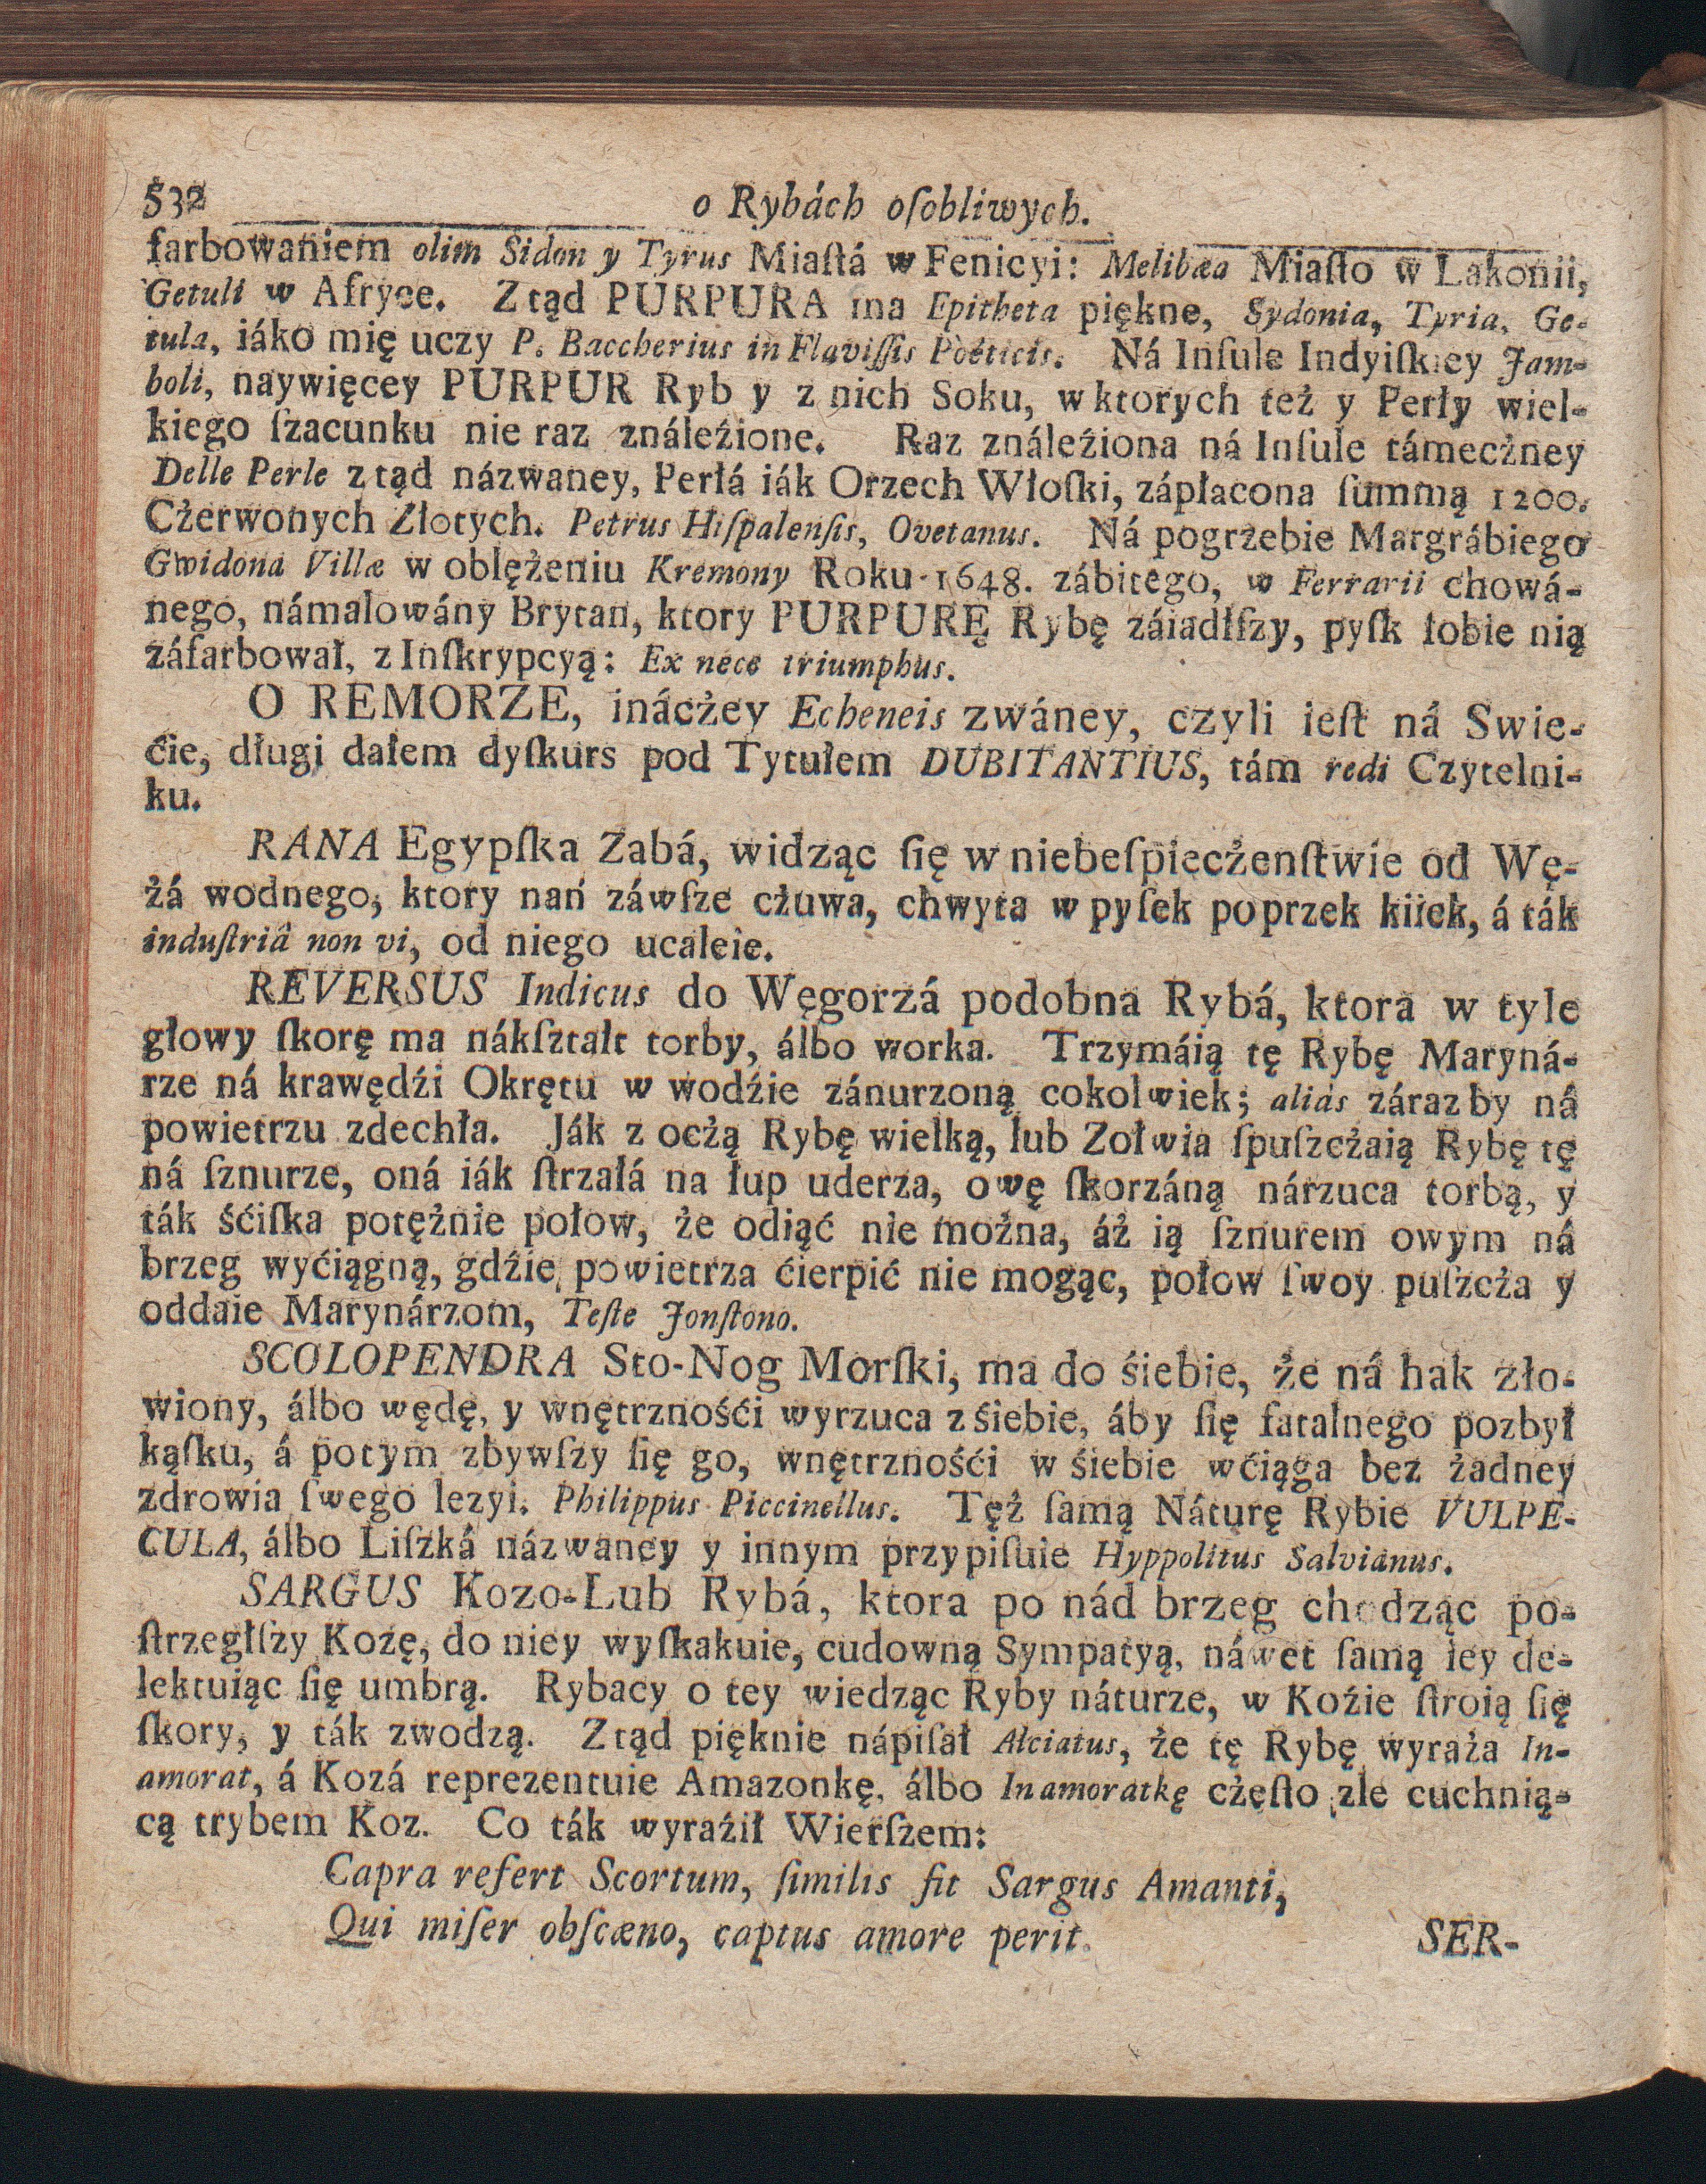 532
o Rybách oſobliwych.
farbowaniem olim Sidon y Tyrus Miaſtá w Fenicyi: Melibæa Miaſto w Lakonii,
Getuli w Afryce. Ztąd PURPURA ma Epitheta piękne, Sydonia, Tyria, Ge-
tula, iáko mię uczy P. Baccherius in Flaviſſis Poëticis. Ná Inſule Indyiſkiey Jam-
boli, naywięcey PURPUR Ryb y z nich Soku, w ktorych też y Perły wiel-
kiego ſzacunku nie raz ználeźione. Raz ználeźiona ná Inſule támeczney
Delle Perle ztąd názwaney, Perłá iák Orzech Włoſki, zápłacona ſummą 1200.
Czerwonych Złotych. Petrus Hiſpalenſis, Ovetanus. Ná pogrzebie Margrábiego
Gwidona Villæ w oblężeniu Kremony Roku 1648. zábitego, w Ferrarii chowá-
nego, námalowány Brytan, ktory PURPURĘ Rybę záiadłſzy, pyſk ſobie nią
záfarbował, z Inſkrypcyą: Ex nece triumphus.
O REMORZE, ináczey Echeneis zwáney, czyli ieſt ná Swie-
ćie, długi dałem dyſkurs pod Tytułem DUBITANTIUS, tám redi Czytelni-
ku.
RANA Egypſka Zabá, widząc ſię w niebeſpieczenſtwie od Wę-
żá wodnego, ktory nań záwſze czuwa, chwyta w pyſek poprzek kiiek, á ták
induſtriâ non vi, od niego ucaleie.
REVERSUS Indicus do Węgorzá podobna Rybá, ktora w tyle
głowy ſkorę ma nákſztałt torby, álbo worka. Trzymáią tę Rybę Maryná-
rze ná krawędźi Okrętu w wodźie zánurzoną cokolwiek; aliàs zárazby ná
powietrzu zdechła. Ják zoczą Rybę wielką, lub Zołwia ſpuſzczaią Rybę tę
ná ſznurze, oná iák ſtrzałá na łup uderza, owę ſkorzáną nárzuca torbą, y
ták śćiſka potężnie połow, że odiąć nie można, áż ią ſznurem owym ná
brzeg wyćiągną, gdźie powietrza ćierpić nie mogąc, połow ſwoy puſzcza y
oddaie Marynárzom, Teſte Jonſtono.
SCOLOPENDRA Sto-Nog Morſki, ma do śiebie, że ná hak zło-
wiony, álbo wędę, y wnętrznośći wyrzuca z śiebie, áby ſię fatalnego pozbył
kąſku, á potym zbywſzy ſię go, wnętrznośći w śiebie wćiąga bez żadney
zdrowia ſwego lezyi. Philippus Piccinellus. Tęż ſamą Náturę Rybie VULPE-
CULA, álbo Liſzká názwaney y innym przypiſuie Hyppolitus Salvianus.
SARGUS Kozo-Lub Rybá, ktora po nád brzeg chodząc po-
ſtrzegłſzy Kozę, do niey wyſkakuie, cudowną Sympatyą, náwet ſamą iey de-
lektuiąc ſię umbrą. Rybacy o tey wiedząc Ryby náturze, w Koźie ſtroią ſię
ſkory, y ták zwodzą. Ztąd pięknie nápiſał Alciatus, że tę Rybę wyraża In-
amorat, á Kozá reprezentuie Amazonkę, álbo Inamoratkę częſto zle cuchnią-
cą trybem Koz. Co ták wyraźił Wierſzem:
Capra refert Scortum, ſimilis fit Sargus Amanti,
Qui miſer obſcæno, captus amore perit.
SER-